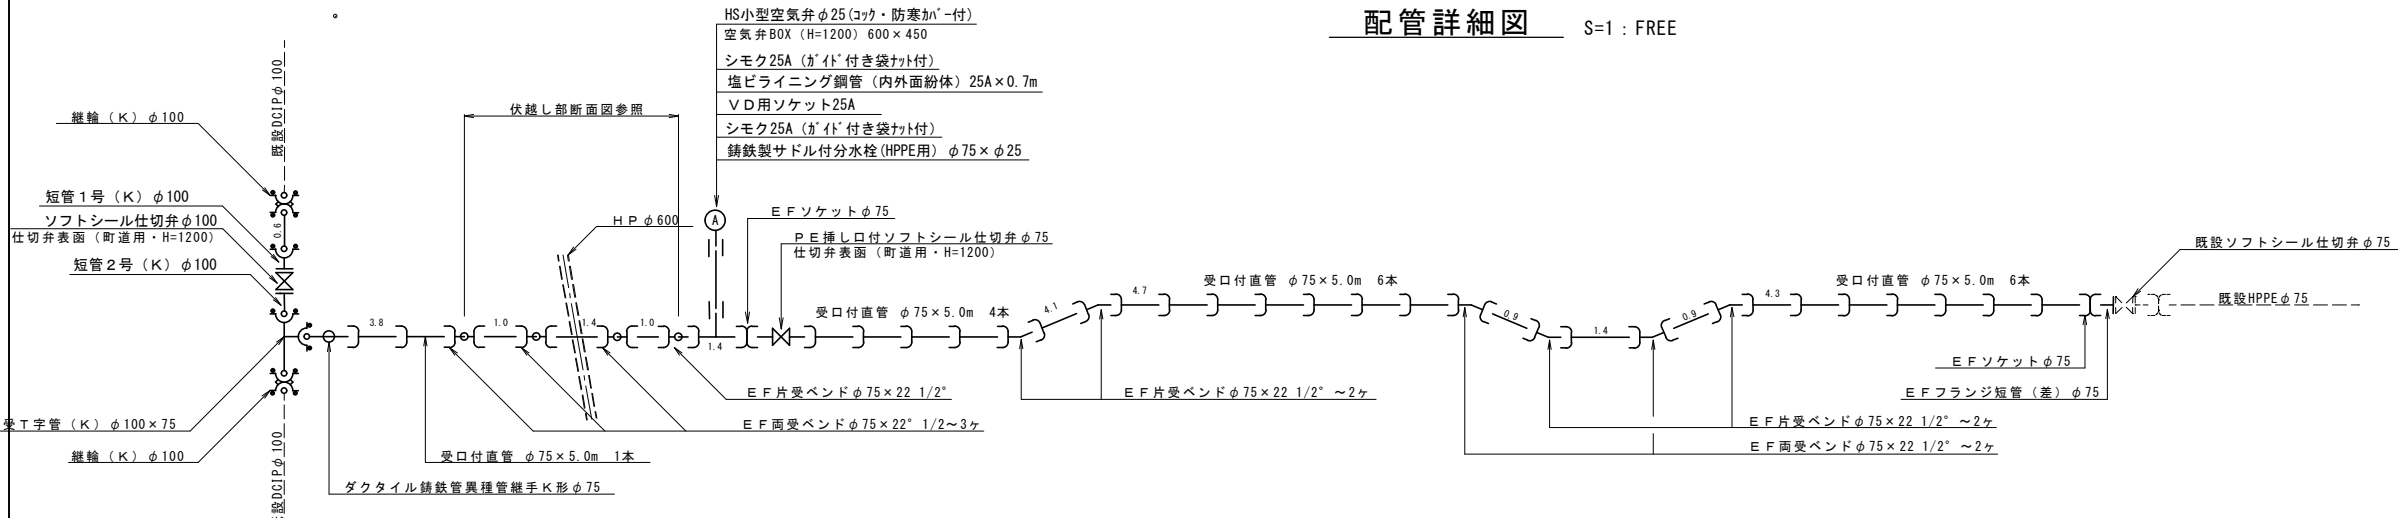 配管詳細図
S=1：FREE
HS小型空気弁φ25(ｺｯｸ・防寒ｶﾊﾞｰ付)
空気弁BOX（H=1200）600×450
シモク25A（ｶﾞｲﾄﾞ付き袋ﾅｯﾄ付）
塩ビライニング鋼管（内外面紛体）25A×0.7m
ＶＤ用ソケット25A
シモク25A（ｶﾞｲﾄﾞ付き袋ﾅｯﾄ付）
鋳鉄製サドル付分水栓(HPPE用）φ75×φ25
既設DCIPφ100
継輪（Ｋ）φ100
伏越し部断面図参照
短管１号（Ｋ）φ100
ソフトシール仕切弁φ100
仕切弁表函（町道用・H=1200）
短管２号（Ｋ）φ100
0.6
ＨＰφ600
A
ＥＦソケットφ75
ＰＥ挿し口付ソフトシール仕切弁φ75
仕切弁表函（町道用・H=1200）
既設ソフトシール仕切弁φ75
受口付直管 φ75×5.0m 4本
受口付直管 φ75×5.0m 6本
受口付直管 φ75×5.0m 6本
既設HPPEφ75
3.8
1.0
1.4
1.0
1.4
4.1
4.7
0.9
1.4
0.9
4.3
ＥＦソケットφ75
ＥＦフランジ短管（差）φ75
ＥＦ片受ベンドφ75×22 1/2°
ＥＦ片受ベンドφ75×22 1/2°～2ヶ
ＥＦ片受ベンドφ75×22 1/2°～2ヶ
ＥＦ両受ベンドφ75×22°1/2～3ヶ
ＥＦ両受ベンドφ75×22 1/2°～2ヶ
受Ｔ字管（Ｋ）φ100×75
継輪（Ｋ）φ100
既設DCIPφ100
受口付直管 φ75×5.0m 1本
ダクタイル鋳鉄管異種管継手Ｋ形φ75